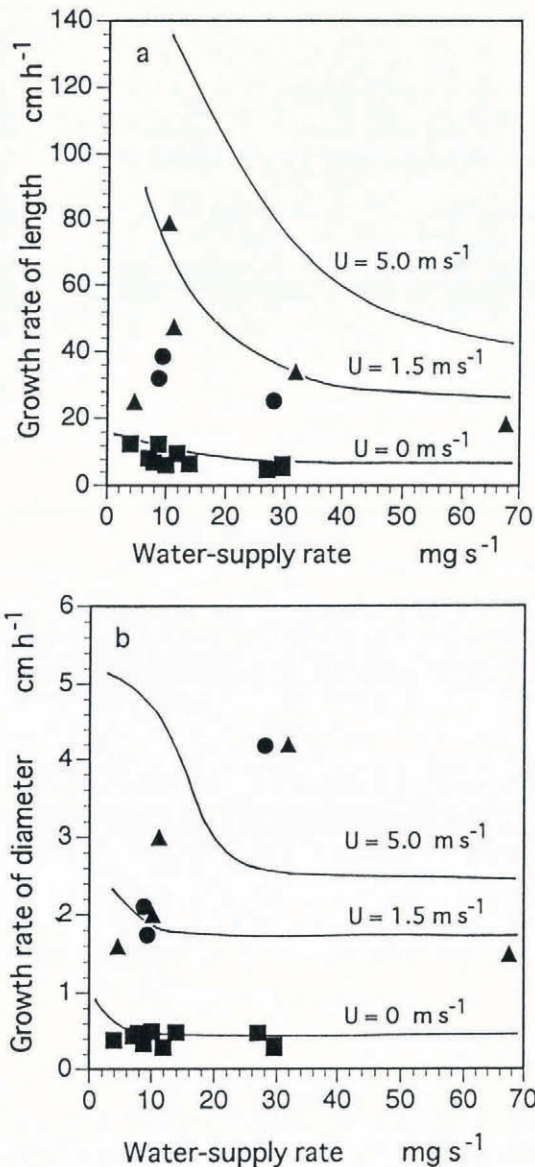 a
140
120
100
80
60
40
20
0
Growth rate of length cm h-1
U = 5.0 m s-1
U = 1.5 m s-1
U = 0 m s-1
0 10 20 30 40 50 60 70
Water-supply rate mg s-1
b
6
5
4
3
2
1
0
Growth rate of diameter cm h-1
U = 5.0 m s-1
U = 1.5 m s-1
U = 0 m s-1
0 10 20 30 40 50 60 70
Water-supply rate mg s-1